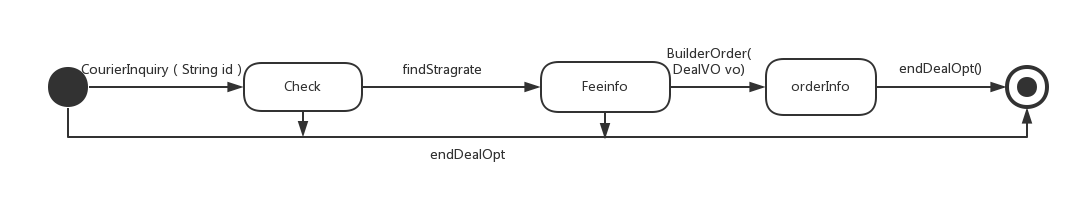 BuilderOrder(
CourierInquiry ( String id )
findStragrate
DealVO vo)
endDealOpt()
Check
Feeinfo
orderInfo
endDealOpt